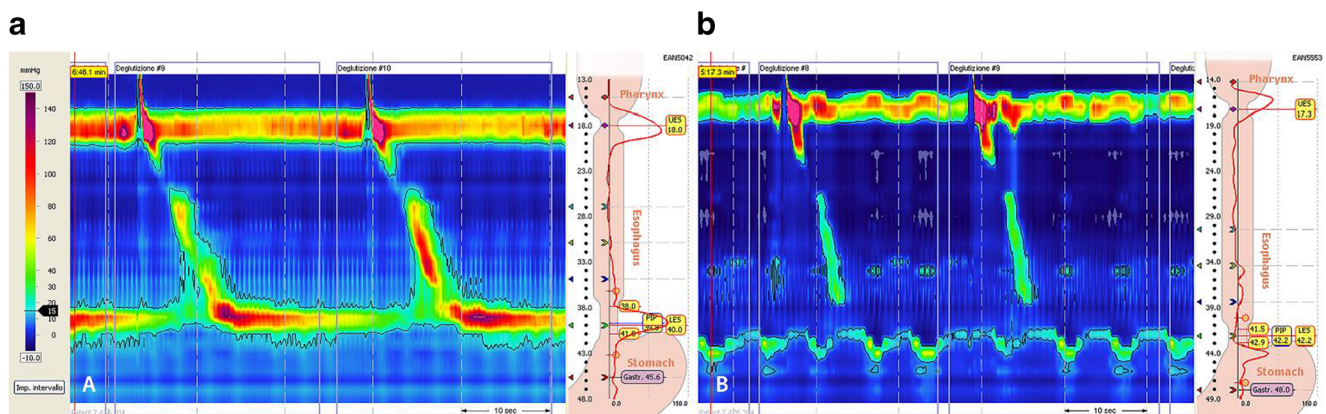 a
b
EAN5042
EAN5553
mmHg
6:46.1 min
Deglutizione #9
Deglutizione #10
5:17.3 min
Deglutizione #8
Deglutizione #9
150.0
140
120
100
80
60
50
40
30
20
15
10
0
-10.0
Imp. intervallo
A
10 sec
13.0
18.0
23.0
28.0
33.0
38.0
43.0
48.0
Pharynx
UES
18.0
Esophagus
38.0
PIP
LES
40.0
41.0
Stomach
Gastr. 45.6
0.0
150.0
B
10 sec
14.0
19.0
24.0
29.0
34.0
39.0
44.0
49.0
Pharynx
UES
17.3
Esophagus
41.5
PIP
42.2
LES
42.2
42.9
Stomach
Gastr. 48.0
0.0
150.0